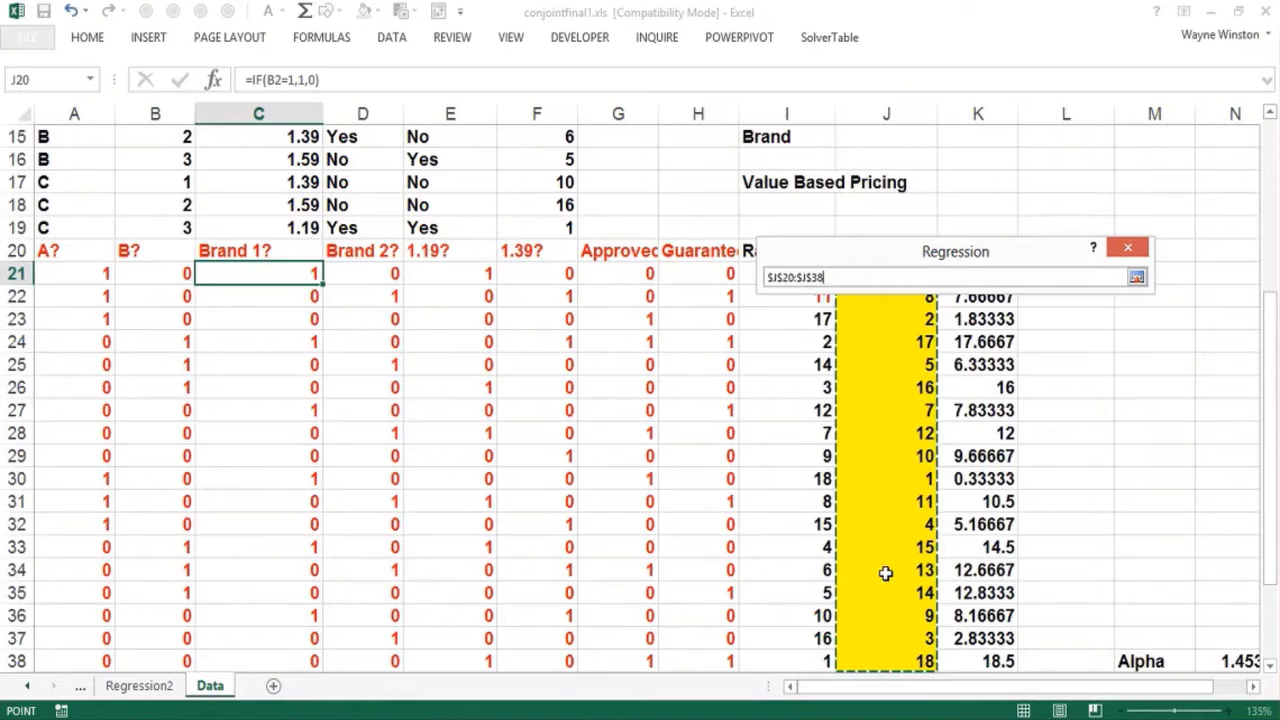 conjointfinal1.xls [Compatibility Mode] - Excel
FILE HOME INSERT PAGE LAYOUT FORMULAS DATA REVIEW VIEW DEVELOPER INQUIRE POWERPIVOT SolverTable Wayne Winston
J20 =IF(B2=1,1,0)
A B C D E F G H I J K L M N
15 B 2 1.39 Yes No 6 Brand
16 B 3 1.59 No Yes 5
17 C 1 1.39 No No 10 Value Based Pricing
18 C 2 1.59 No No 16
19 C 3 1.19 Yes Yes 1
20 A? B? Brand 1? Brand 2? 1.19? 1.39? Approved Guarante Ra
Regression ?
$J$20:$J$38
21 1 0 1 0 1 0 0 0
22 1 0 0 0 0 1 0 1 11 8 7.66667
23 1 0 0 0 0 0 1 0 17 2 1.83333
24 0 1 1 0 0 1 1 1 2 17 17.6667
25 0 1 0 1 0 0 0 0 14 5 6.33333
26 0 1 0 0 1 0 0 0 3 16 16
27 0 0 1 0 0 0 0 1 12 7 7.83333
28 0 0 0 1 1 0 1 0 7 12 12
29 0 0 0 0 0 1 0 0 9 10 9.66667
30 1 0 1 0 0 0 1 0 18 1 0.33333
31 1 0 0 1 1 0 0 1 8 11 10.5
32 1 0 0 0 0 1 0 0 15 4 5.16667
33 0 1 1 0 1 0 0 0 4 15 14.5
34 0 1 0 1 0 1 1 0 6 13 12.6667
35 0 1 0 0 0 0 0 1 5 14 12.8333
36 0 0 1 0 0 1 0 0 10 9 8.16667
37 0 0 0 1 0 0 0 0 16 3 2.83333
38 0 0 0 0 1 0 1 1 1 18 18.5 Alpha 1.453
... Regression2 Data
POINT 135%